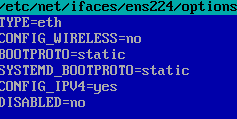 /etc/net/ifaces/ens224/options
TYPE=eth
CONFIG_WIRELESS=no
BOOTPROTO=static
SYSTEMD_BOOTPROTO=static
CONFIG_IPV4=yes
DISABLED=no